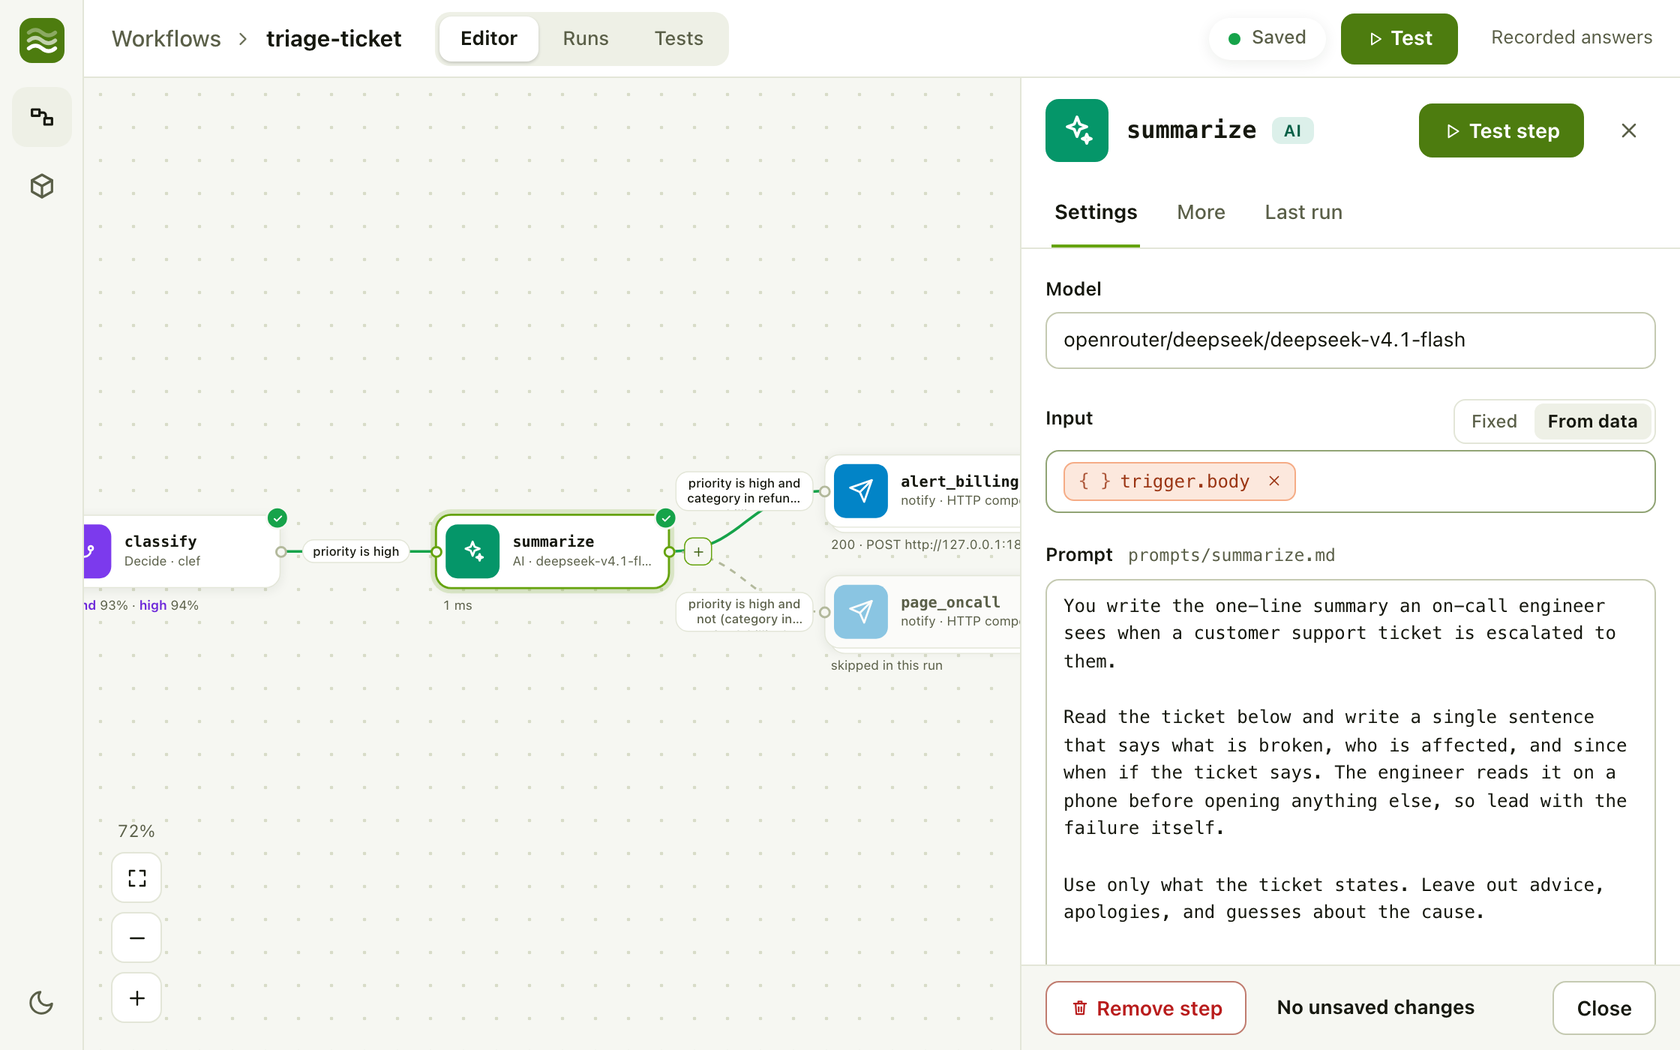 Workflows > triage-ticket
Editor
Runs
Tests
Saved
Test
Recorded answers
summarize
AI
Test step
Settings
More
Last run
Model
openrouter/deepseek/deepseek-v4.1-flash
Input
Fixed
From data
{ } trigger.body ×
Prompt prompts/summarize.md
You write the one-line summary an on-call engineer
sees when a customer support ticket is escalated to
them.
Read the ticket below and write a single sentence
that says what is broken, who is affected, and since
when if the ticket says. The engineer reads it on a
phone before opening anything else, so lead with the
failure itself.
Use only what the ticket states. Leave out advice,
apologies, and guesses about the cause.
Remove step
No unsaved changes
Close
classify
Decide · clef
nd 93% · high 94%
priority is high
summarize
AI · deepseek-v4.1-fl...
1 ms
priority is high and
category in refun...
priority is high and
not (category in...
alert_billing
notify · HTTP compo
200 · POST http://127.0.0.1:18
page_oncall
notify · HTTP compo
skipped in this run
72%